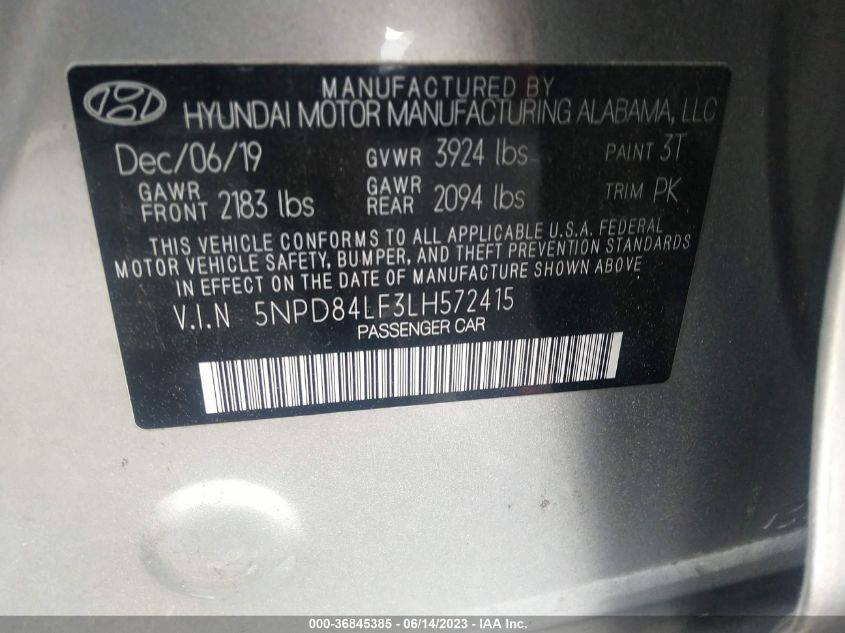 MANUFACTURED BY
HYUNDAI MOTOR MANUFACTURING ALABAMA, LLC
Dec/06/19 GVWR 3924 lbs PAINT 3T
GAWR FRONT 2183 lbs GAWR REAR 2094 lbs TRIM PK
THIS VEHICLE CONFORMS TO ALL APPLICABLE U.S.A. FEDERAL
MOTOR VEHICLE SAFETY, BUMPER, AND THEFT PREVENTION STANDARDS
IN EFFECT ON THE DATE OF MANUFACTURE SHOWN ABOVE.
V.I.N 5NPD84LF3LH572415
PASSENGER CAR
000-36845385 - 06/14/2023 - IAA Inc.